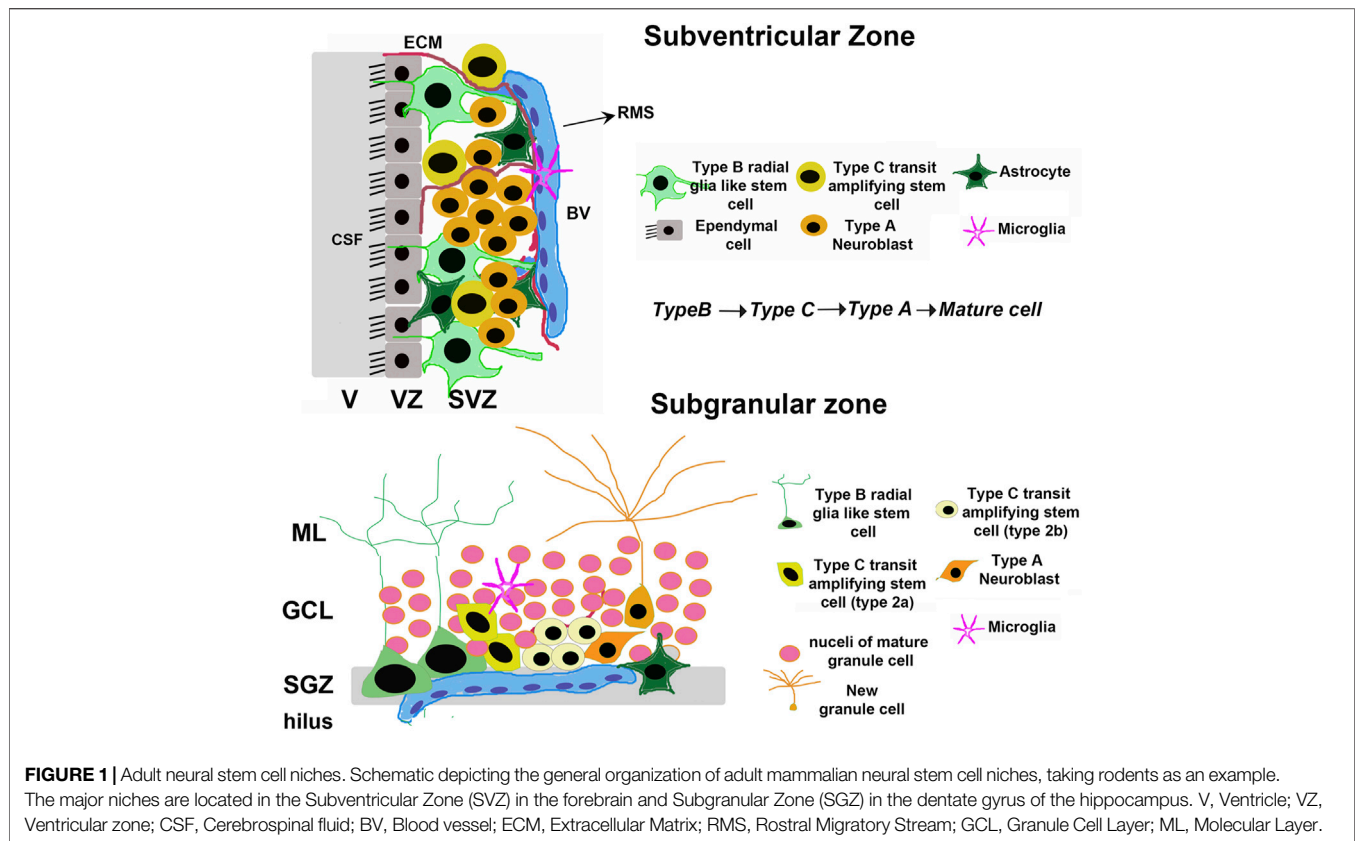 Subventricular Zone
ECM
RMS
BV
CSF
V VZ SVZ
Type B radial
glia like stem
cell
Type C transit
amplifying stem
cell
Astrocyte
Ependymal
cell
Type A
Neuroblast
Microglia
TypeB → Type C → Type A → Mature cell
Subgranular zone
ML
GCL
SGZ
hilus
Type B radial
glia like stem
cell
Type C transit
amplifying stem
cell (type 2b)
Type C transit
amplifying stem
cell (type 2a)
Type A
Neuroblast
Microglia
nuceli of mature
granule cell
New
granule cell
FIGURE 1 | Adult neural stem cell niches. Schematic depicting the general organization of adult mammalian neural stem cell niches, taking rodents as an example.
The major niches are located in the Subventricular Zone (SVZ) in the forebrain and Subgranular Zone (SGZ) in the dentate gyrus of the hippocampus. V, Ventricle; VZ,
Ventricular zone; CSF, Cerebrospinal fluid; BV, Blood vessel; ECM, Extracellular Matrix; RMS, Rostral Migratory Stream; GCL, Granule Cell Layer; ML, Molecular Layer.